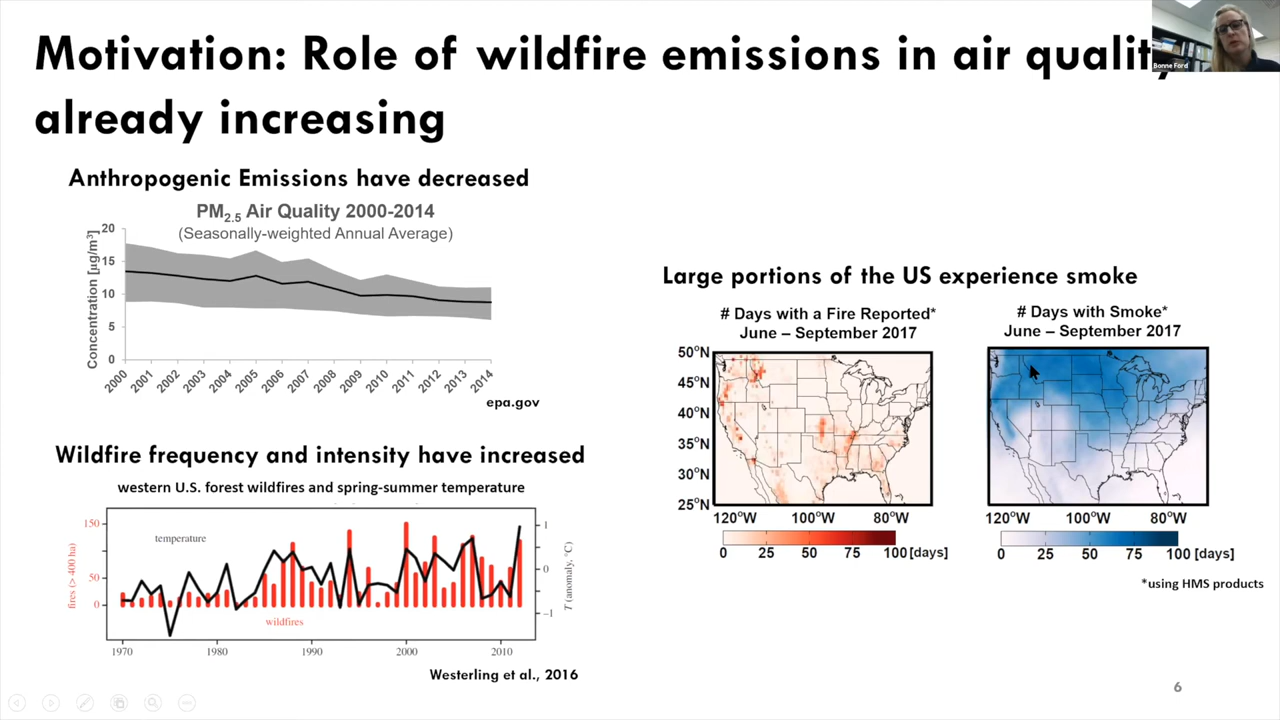 Motivation: Role of wildfire emissions in air quality
already increasing
Bonne Ford
Anthropogenic Emissions have decreased
PM2.5 Air Quality 2000-2014
(Seasonally-weighted Annual Average)
Concentration [µg/m³]
20
15
10
5
0
2000 2001 2002 2003 2004 2005 2006 2007 2008 2009 2010 2011 2012 2013 2014
epa.gov
Wildfire frequency and intensity have increased
western U.S. forest wildfires and spring-summer temperature
fires (> 400 ha)
150
50
0
temperature
wildfires
1
0
−1
T (anomaly, °C)
1970 1980 1990 2000 2010
Westerling et al., 2016
Large portions of the US experience smoke
# Days with a Fire Reported*
June – September 2017
50°N
45°N
40°N
35°N
30°N
25°N
120°W 100°W 80°W
0 25 50 75 100 [days]
# Days with Smoke*
June – September 2017
120°W 100°W 80°W
0 25 50 75 100 [days]
*using HMS products
6